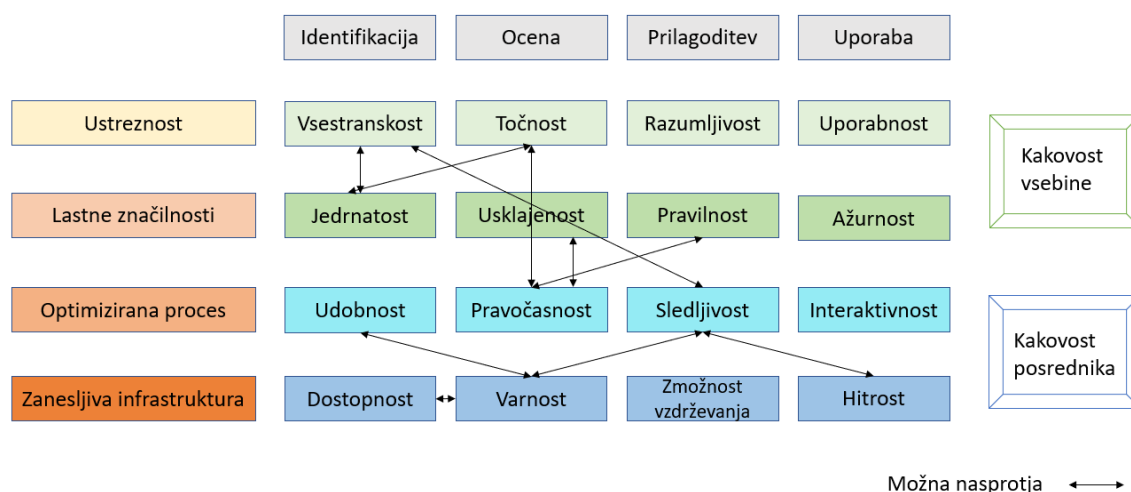 Identifikacija
Ocena
Prilagoditev
Uporaba
Ustreznost
Vsestranskost
Točnost
Razumljivost
Uporabnost
Kakovost
vsebine
Lastne značilnosti
Jedrnatost
Usklajenost
Pravilnost
Ažurnost
Optimizirana proces
Udobnost
Pravočasnost
Sledljivost
Interaktivnost
Kakovost
posrednika
Zanesljiva infrastruktura
Dostopnost
Varnost
Zmožnost
vzdrževanja
Hitrost
Možna nasprotja